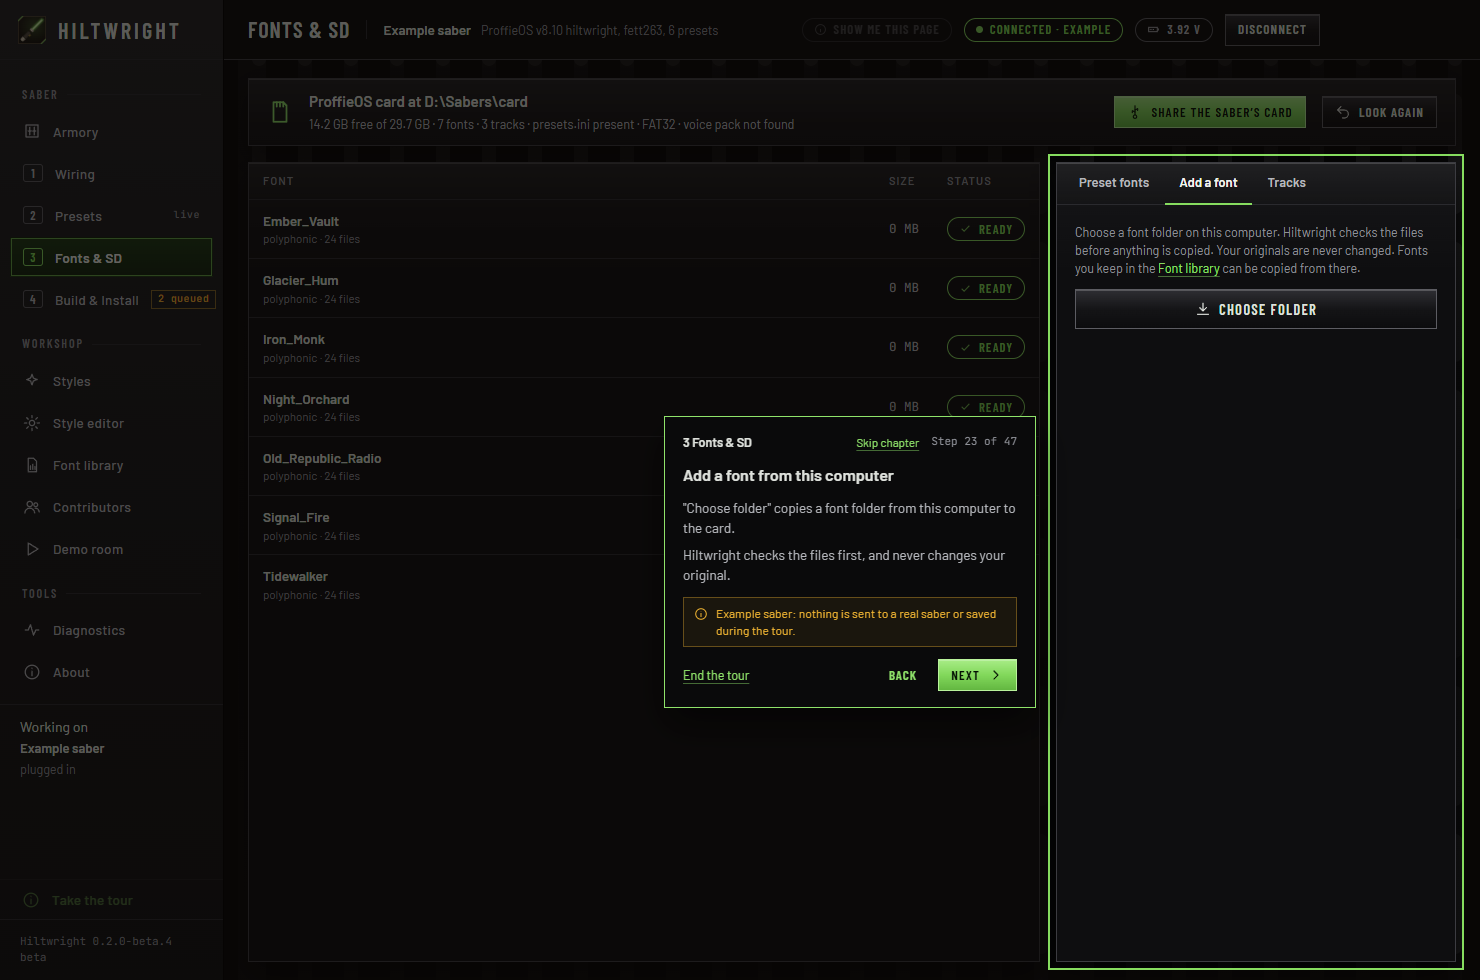 HILTWRIGHT
SABER
Armory
1 Wiring
2 Presets live
3 Fonts & SD
4 Build & Install 2 queued
WORKSHOP
Styles
Style editor
Font library
Contributors
Demo room
TOOLS
Diagnostics
About
Working on
Example saber
plugged in
Take the tour
Hiltwright 0.2.0-beta.4
beta
FONTS & SD
Example saber ProffieOS v8.10 hiltwright, fett263, 6 presets
SHOW ME THIS PAGE
CONNECTED · EXAMPLE
3.92 V
DISCONNECT
ProffieOS card at D:\Sabers\card
14.2 GB free of 29.7 GB · 7 fonts · 3 tracks · presets.ini present · FAT32 · voice pack not found
SHARE THE SABER'S CARD
LOOK AGAIN
FONT SIZE STATUS
Ember_Vault
polyphonic · 24 files
0 MB READY
Glacier_Hum
polyphonic · 24 files
0 MB READY
Iron_Monk
polyphonic · 24 files
0 MB READY
Night_Orchard
polyphonic · 24 files
0 MB READY
Old_Republic_Radio
polyphonic · 24 files
Signal_Fire
polyphonic · 24 files
Tidewalker
polyphonic · 24 files
3 Fonts & SD Skip chapter Step 23 of 47
Add a font from this computer
"Choose folder" copies a font folder from this computer to
the card.
Hiltwright checks the files first, and never changes your
original.
Example saber: nothing is sent to a real saber or saved
during the tour.
End the tour BACK NEXT
Preset fonts Add a font Tracks
Choose a font folder on this computer. Hiltwright checks the files
before anything is copied. Your originals are never changed. Fonts
you keep in the Font library can be copied from there.
CHOOSE FOLDER